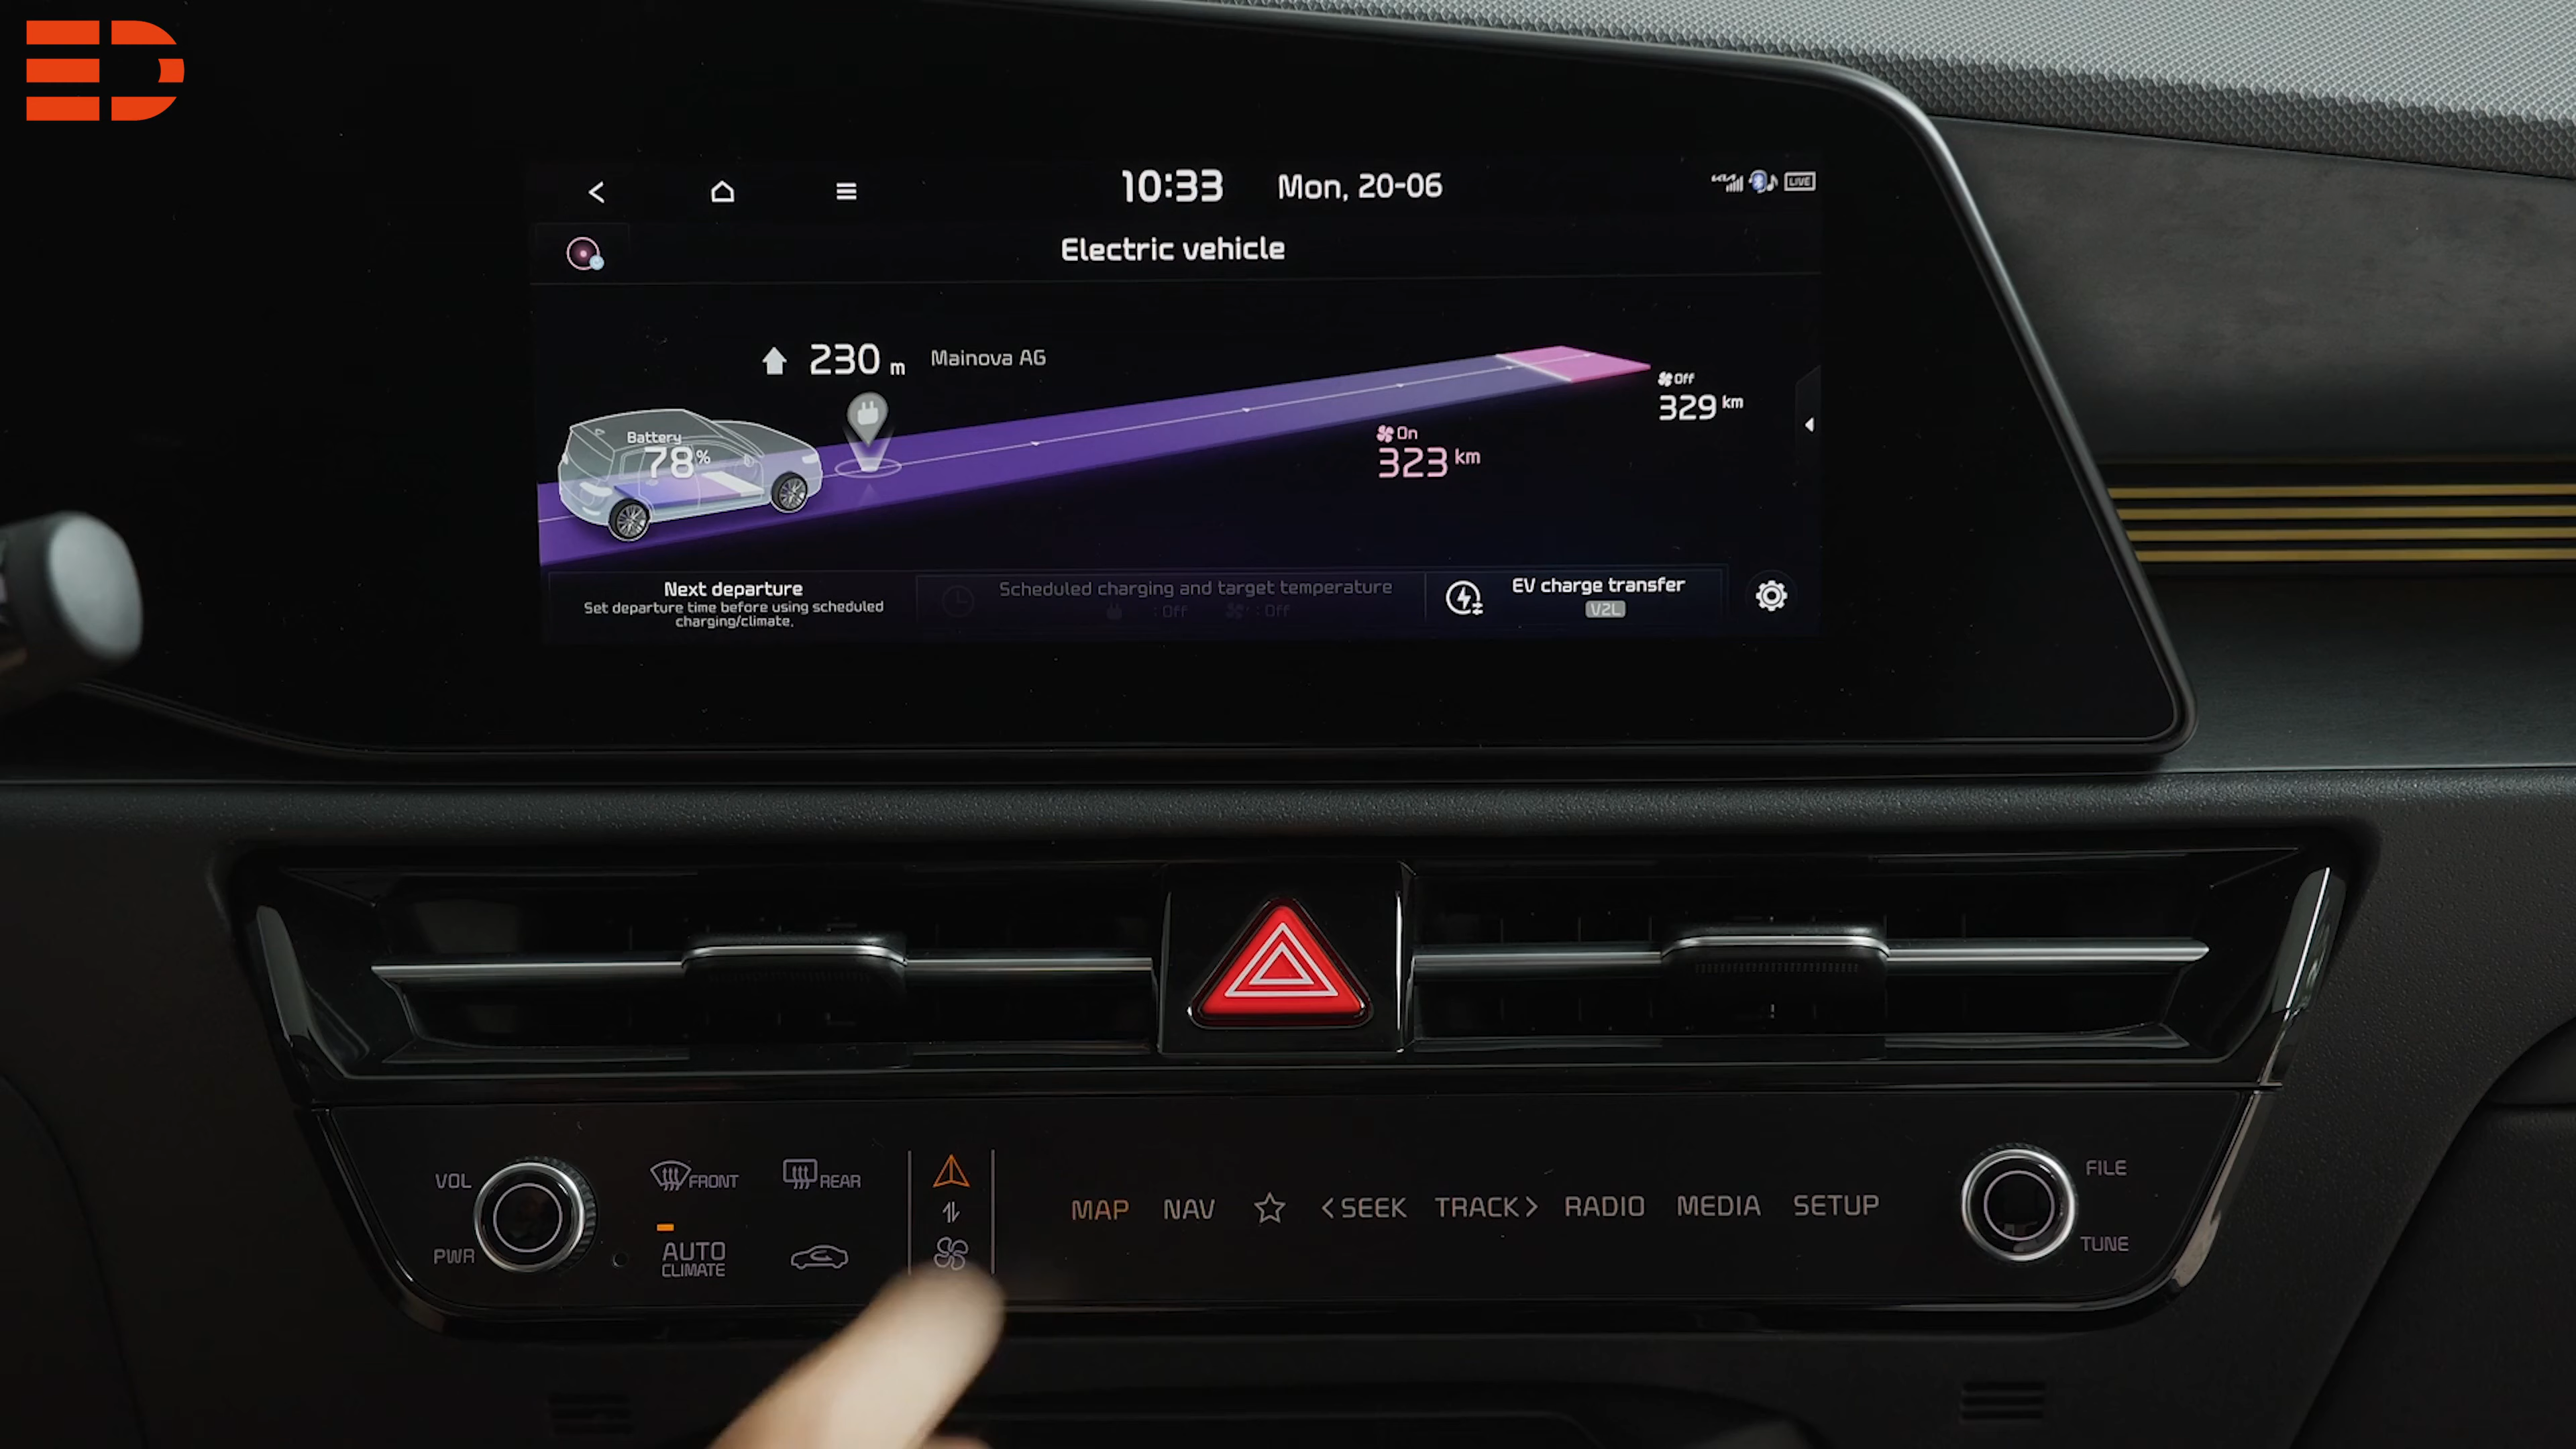 ED
10:33 Mon, 20-06
LIVE
Electric vehicle
230 m Mainova AG
Off
329 km
On
323 km
Battery
78%
Next departure
Set departure time before using scheduled
charging/climate.
Scheduled charging and target temperature
: Off : Off
EV charge transfer
V2L
VOL
PWR
FRONT
REAR
AUTO
CLIMATE
MAP NAV <SEEK TRACK> RADIO MEDIA SETUP
FILE
TUNE